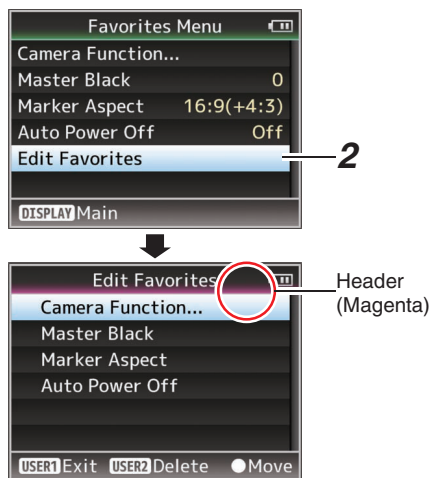 Favorites Menu
Camera Function...
Master Black 0
Marker Aspect 16:9(+4:3)
Auto Power Off Off
Edit Favorites
2
DISPLAY Main
Edit Favorites
Header
(Magenta)
Camera Function...
Master Black
Marker Aspect
Auto Power Off
USER1 Exit USER2 Delete Move